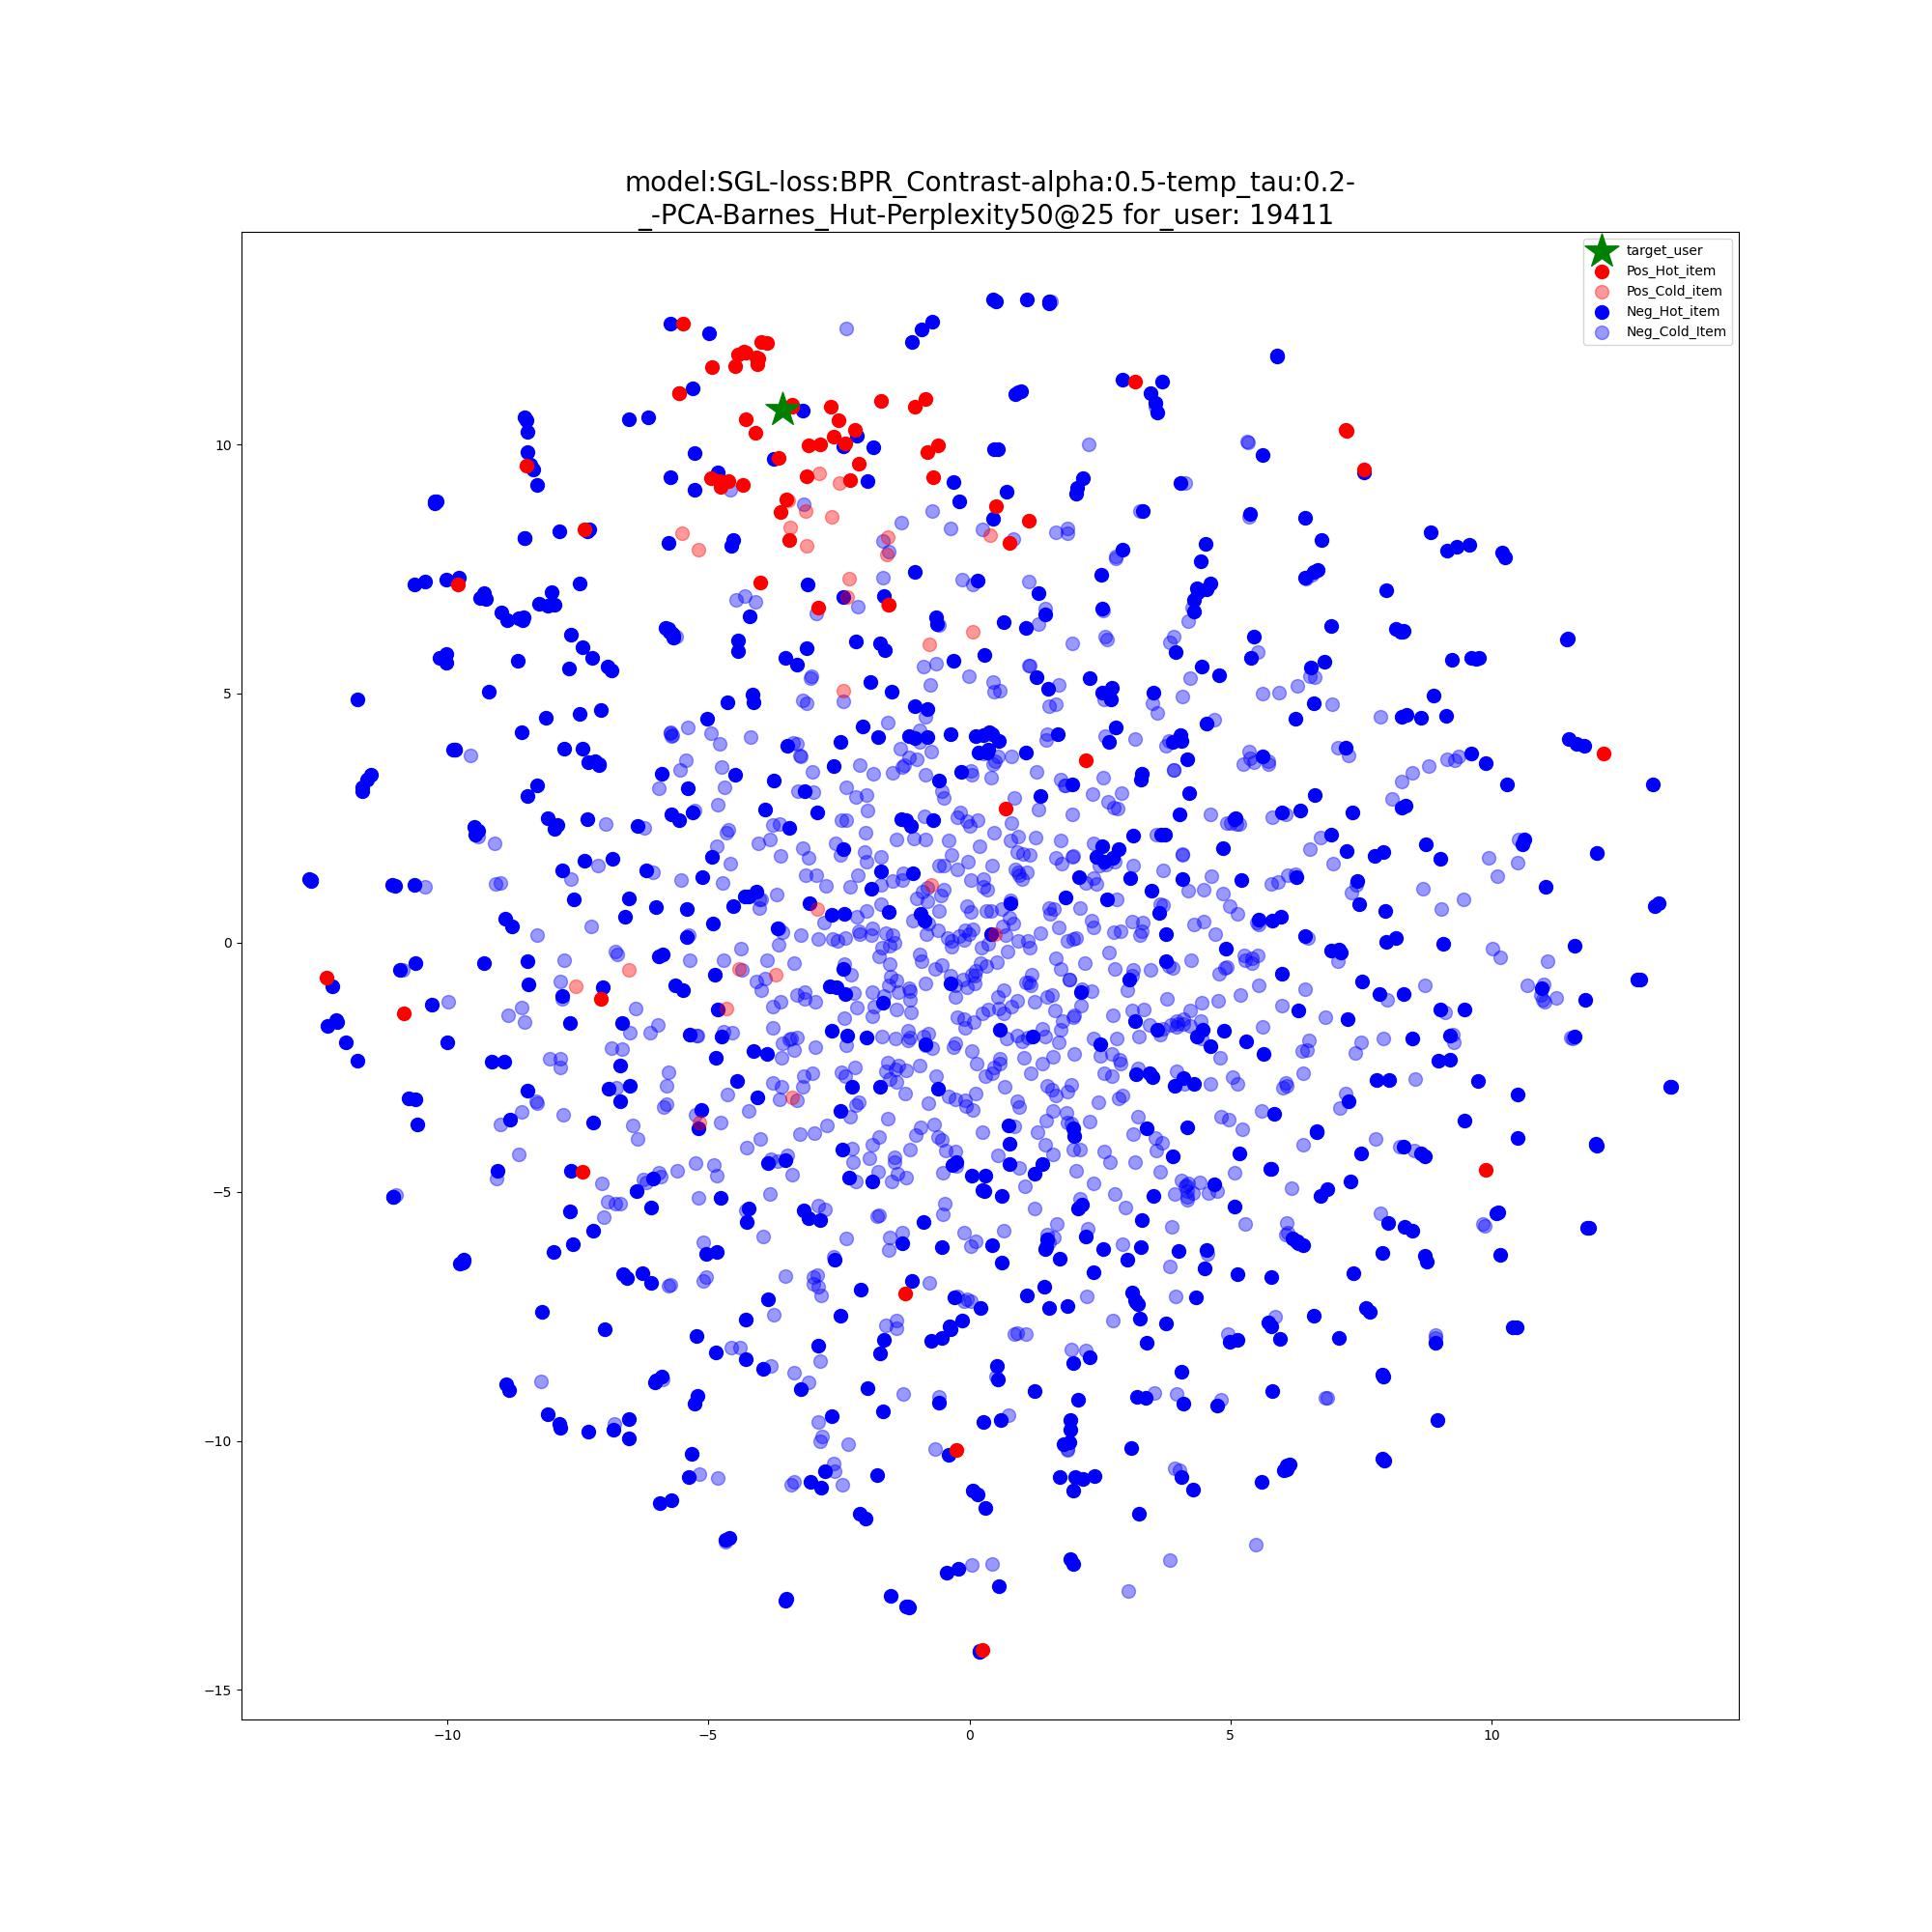 model:SGL-loss:BPR_Contrast-alpha:0.5-temp_tau:0.2-
_-PCA-Barnes_Hut-Perplexity50@25 for_user: 19411
target_user
Pos_Hot_item
Pos_Cold_item
Neg_Hot_item
Neg_Cold_Item
10
5
0
−5
−10
−15
−10 −5 0 5 10